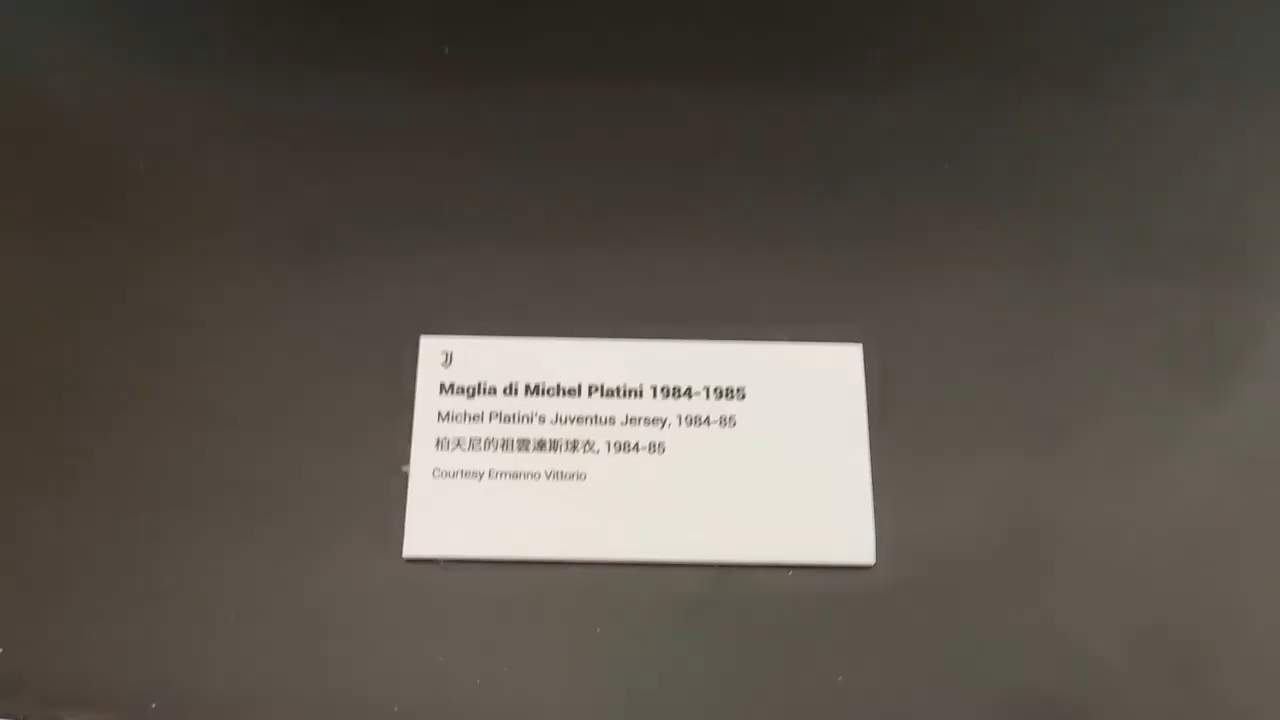 Maglia di Michel Platini 1984-1985
Michel Platini's Juventus Jersey, 1984-85
柏天尼的祖雲達斯球衣, 1984-85
Courtesy Ermanno Vittorio